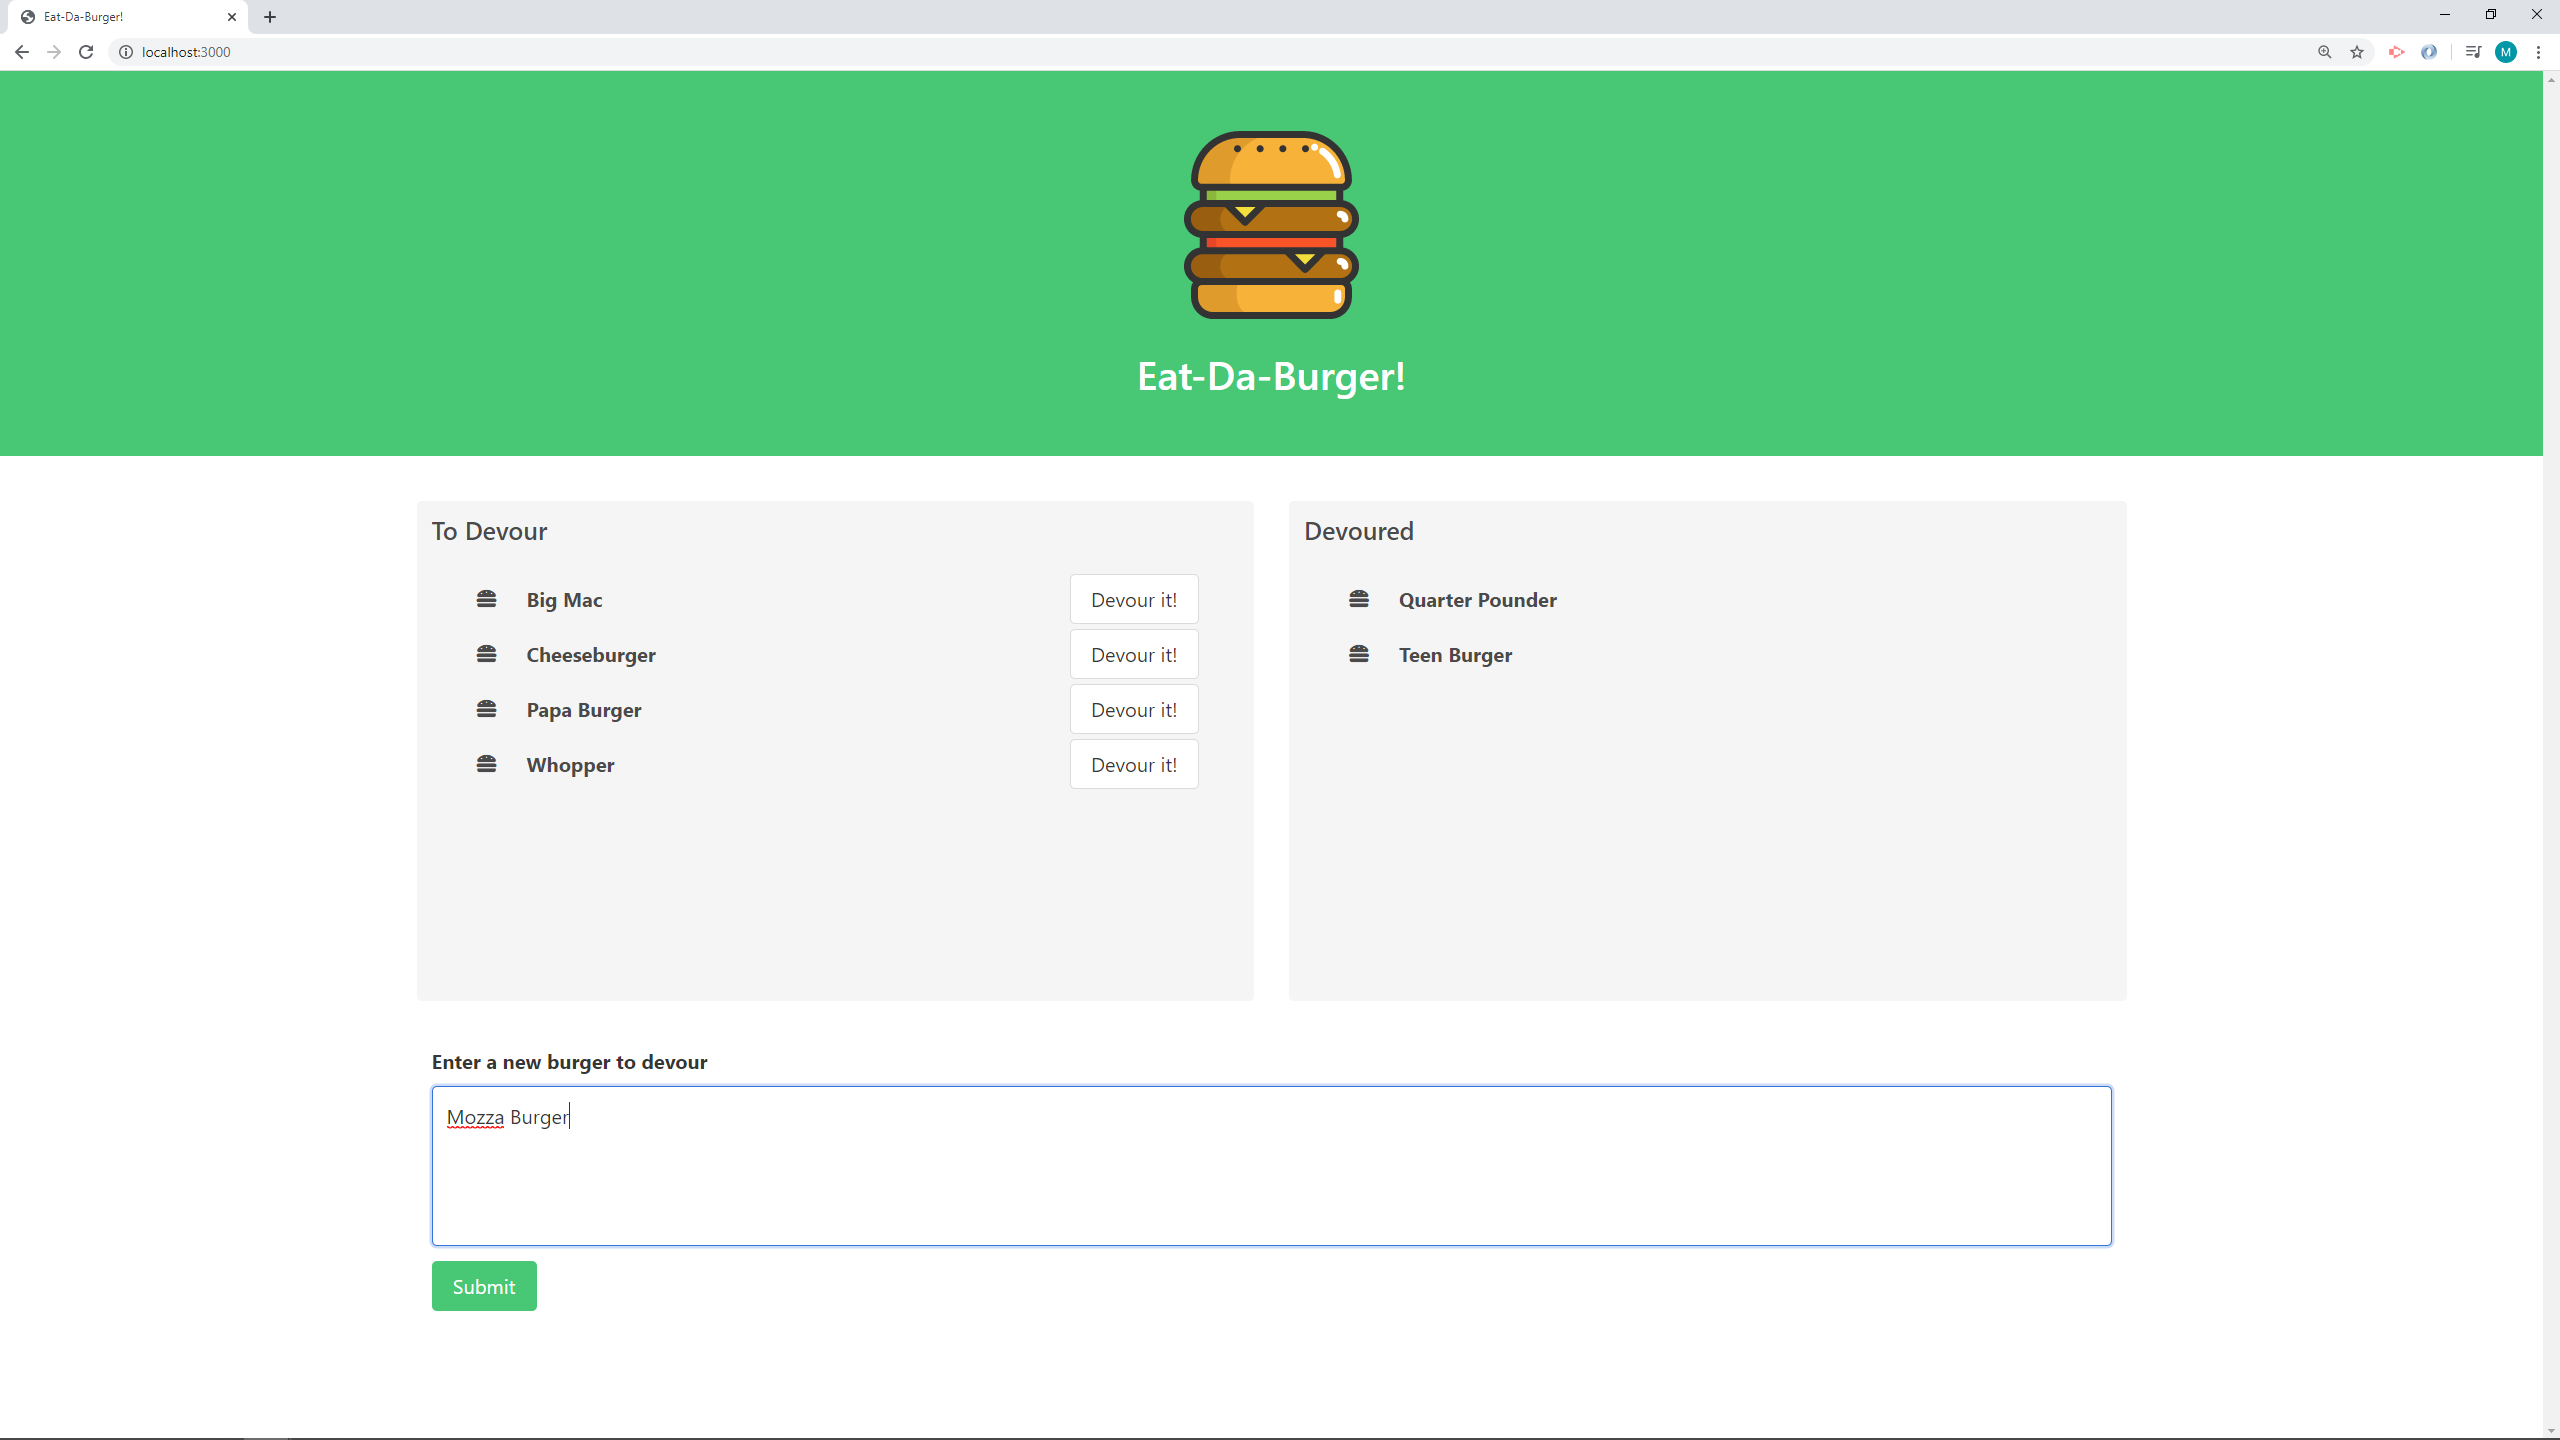 Eat-Da-Burger!
localhost:3000
M
Eat-Da-Burger!
To Devour
Big Mac Devour it!
Cheeseburger Devour it!
Papa Burger Devour it!
Whopper Devour it!
Devoured
Quarter Pounder
Teen Burger
Enter a new burger to devour
Mozza Burger
Submit